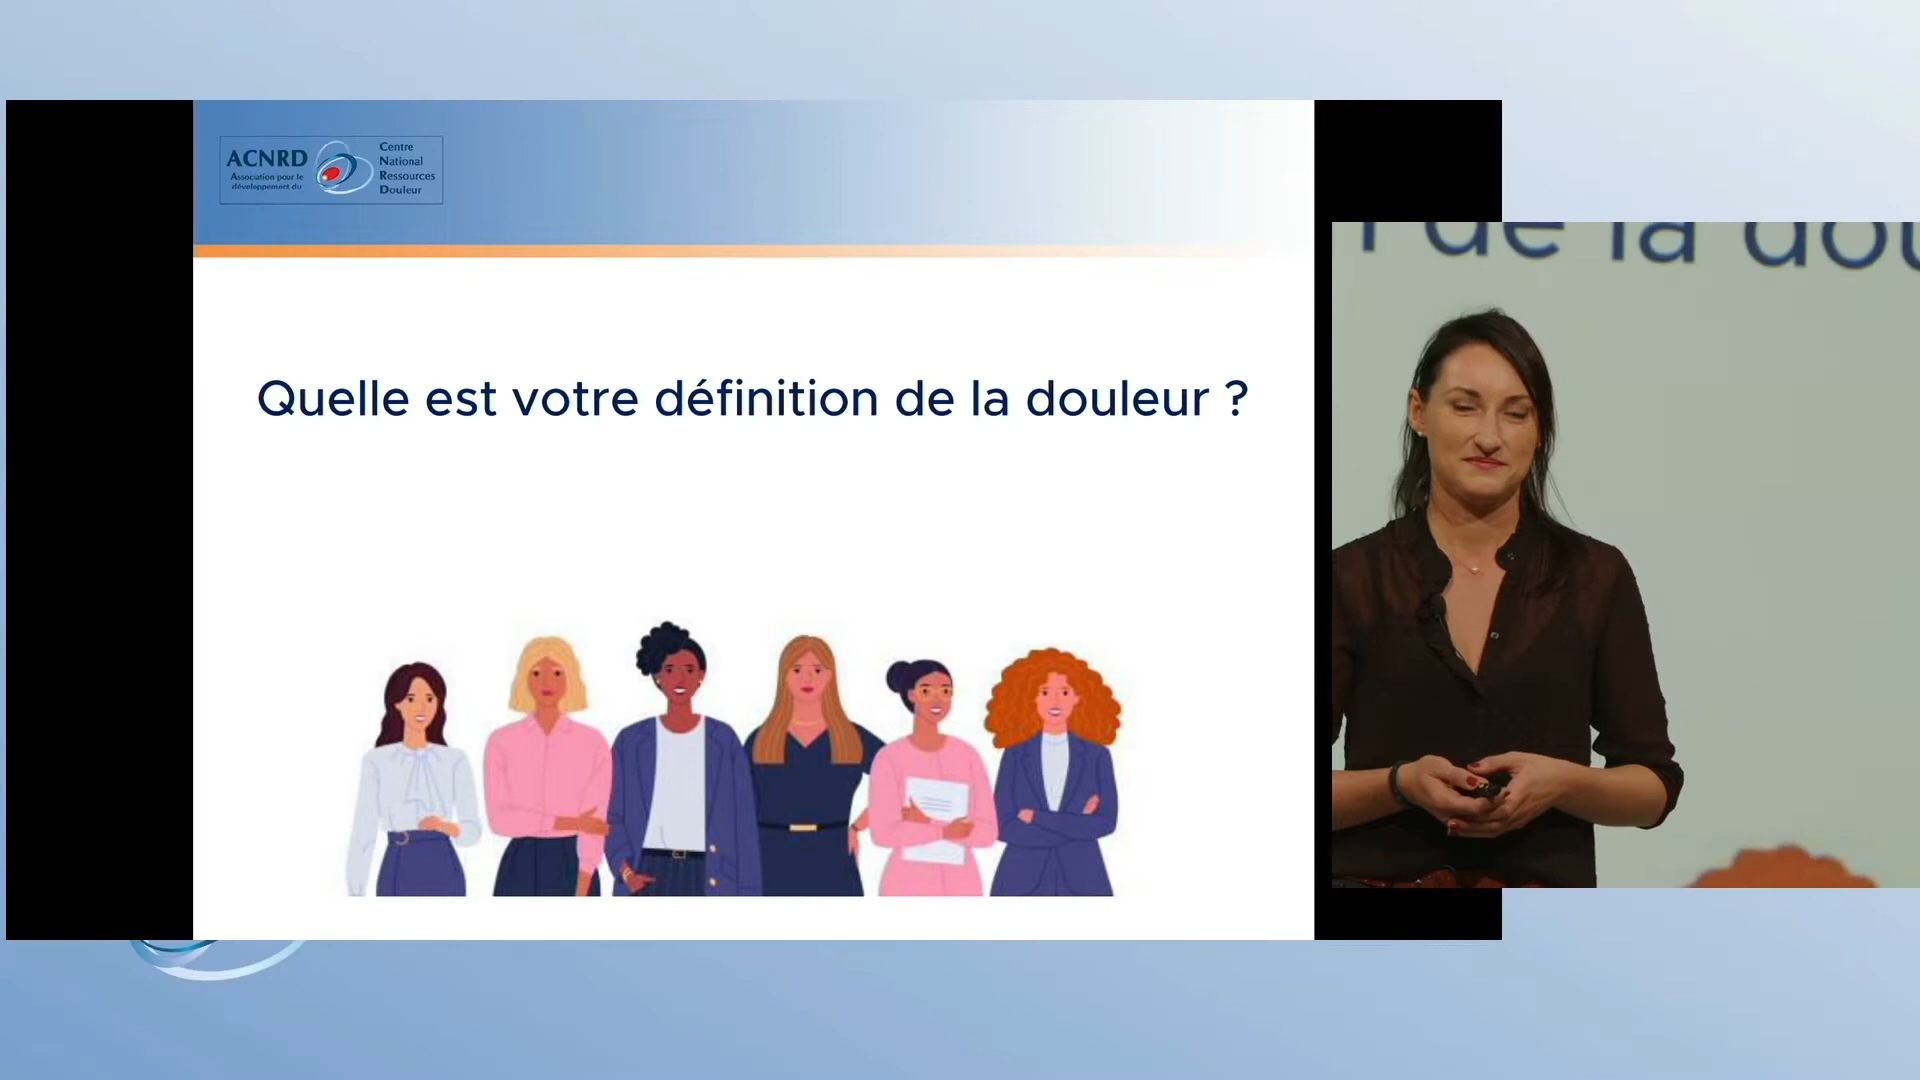 ACNRD
Association pour le
développement du
Centre
National
Ressources
Douleur
Quelle est votre définition de la douleur ?
de la dou